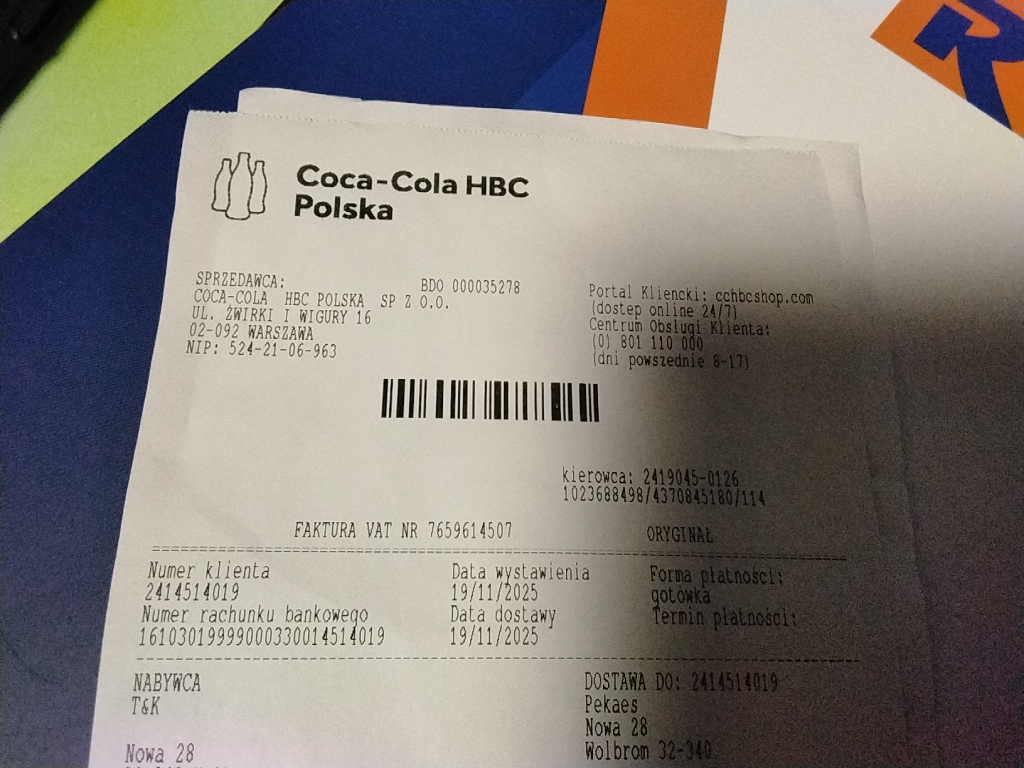 R
Coca-Cola HBC
Polska
SPRZEDAWCA: BDO 000035278
COCA-COLA HBC POLSKA SP Z O.O.
UL. ŻWIRKI I WIGURY 16
02-092 WARSZAWA
NIP: 524-21-06-963
Portal Kliencki: cchbcshop.com
(dostep online 24/7)
Centrum Obsługi Klienta:
(0) 801 110 000
(dni powszednie 8-17)
kierowca: 2419045-0126
1023688498/4370845180/114
FAKTURA VAT NR 7659614507 ORYGINAŁ
Numer klienta Data wystawienia Forma płatności:
2414514019 19/11/2025 gotówka
Numer rachunku bankowego Data dostawy Termin płatności:
16103019999000330014514019 19/11/2025
NABYWCA DOSTAWA DO: 2414514019
T&K Pekaes
Nowa 28
Nowa 28 Wolbrom 32-340